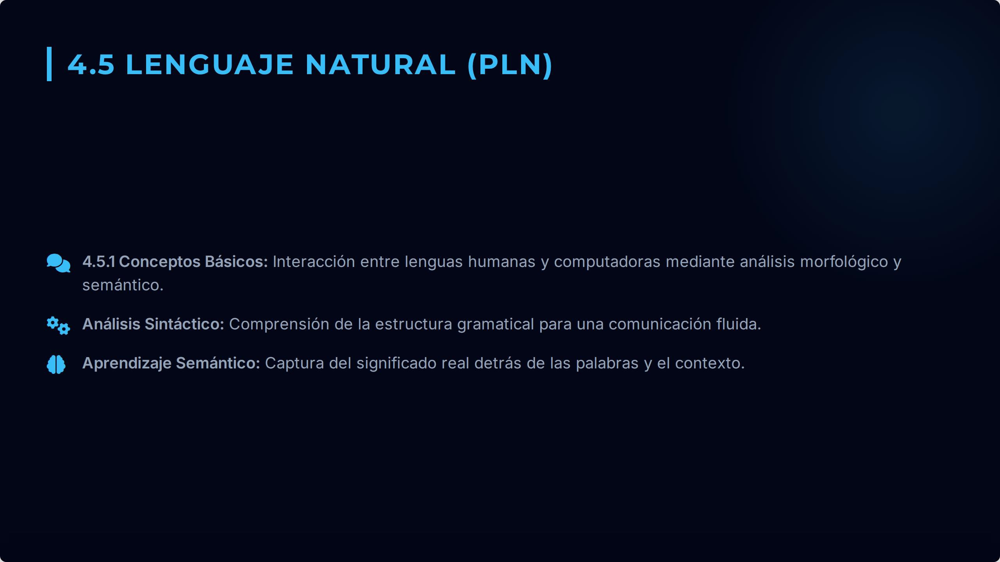 4.5 LENGUAJE NATURAL (PLN)
4.5.1 Conceptos Básicos: Interacción entre lenguas humanas y computadoras mediante análisis morfológico y
semántico.
Análisis Sintáctico: Comprensión de la estructura gramatical para una comunicación fluida.
Aprendizaje Semántico: Captura del significado real detrás de las palabras y el contexto.